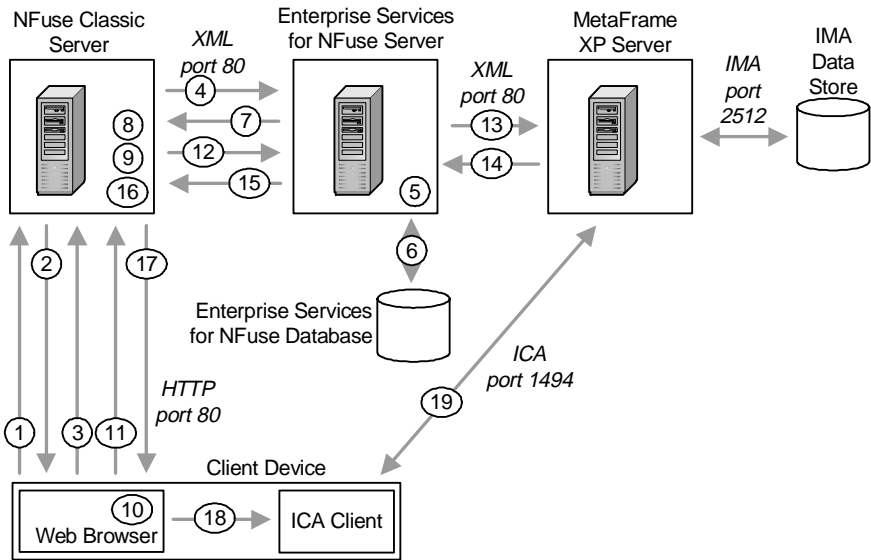 NFuse Classic
Server
XML
port 80
Enterprise Services
for NFuse Server
MetaFrame
XP Server
XML
port 80
IMA
port
2512
IMA
Data
Store
4
7
8
9
12
15
16
5
13
14
2
17
6
Enterprise Services
for NFuse Database
ICA
port 1494
HTTP
port 80
19
1
3
11
Client Device
10
Web Browser
18
ICA Client